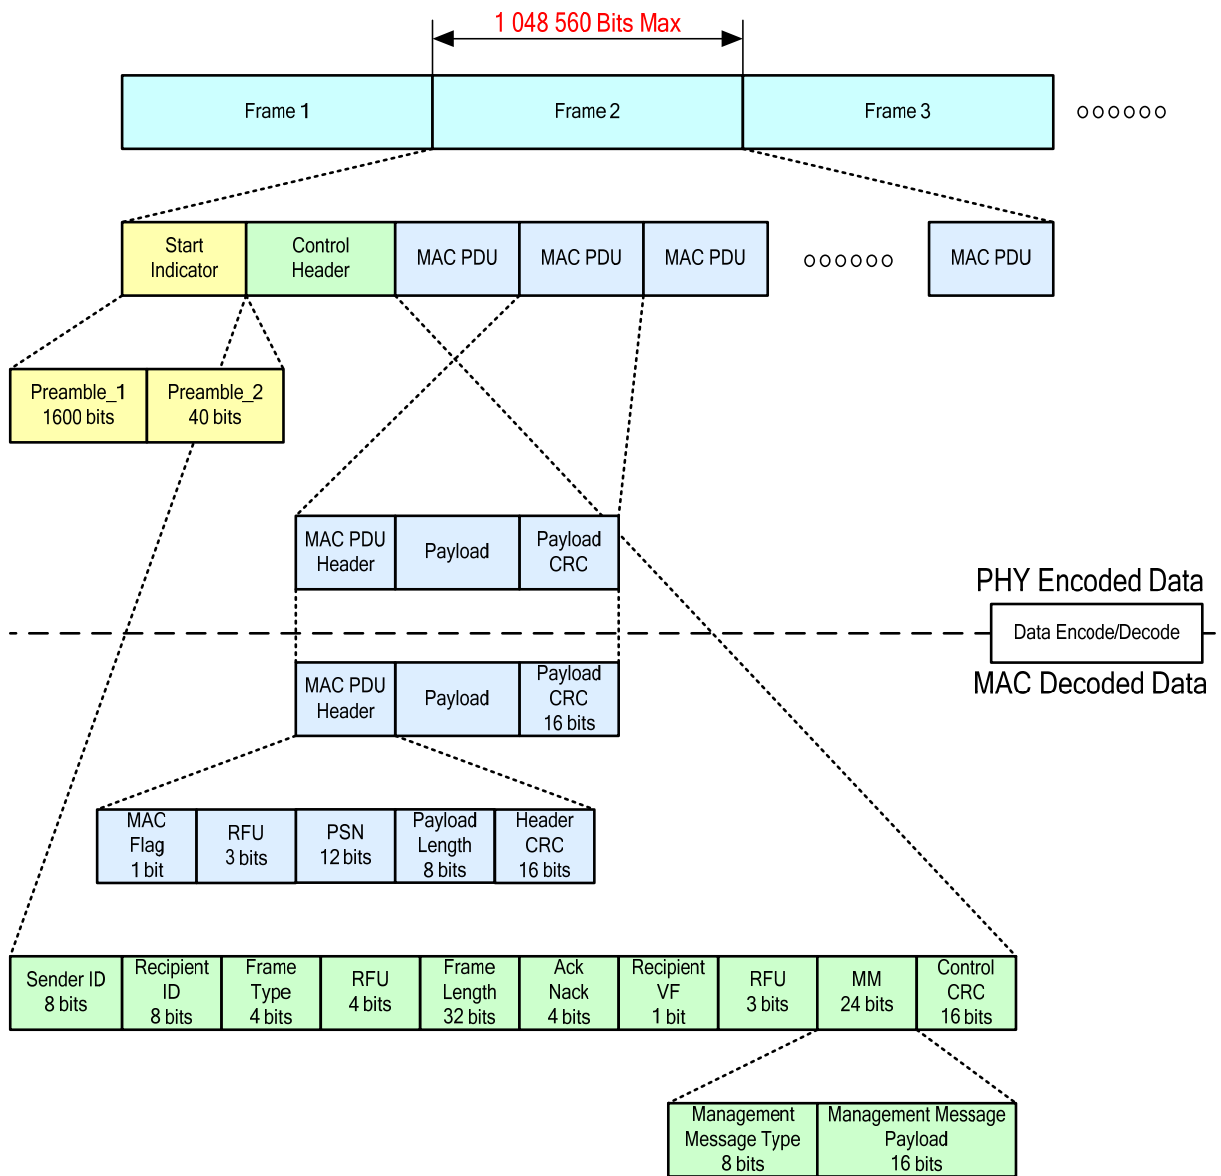 1 048 560 Bits Max
Frame 1
Frame 2
Frame 3
Start
Indicator
Control
Header
MAC PDU
MAC PDU
MAC PDU
MAC PDU
Preamble_1
1600 bits
Preamble_2
40 bits
MAC PDU
Header
Payload
Payload
CRC
PHY Encoded Data
Data Encode/Decode
MAC Decoded Data
MAC PDU
Header
Payload
Payload
CRC
16 bits
MAC
Flag
1 bit
RFU
3 bits
PSN
12 bits
Payload
Length
8 bits
Header
CRC
16 bits
Sender ID
8 bits
Recipient
ID
8 bits
Frame
Type
4 bits
RFU
4 bits
Frame
Length
32 bits
Ack
Nack
4 bits
Recipient
VF
1 bit
RFU
3 bits
MM
24 bits
Control
CRC
16 bits
Management
Message Type
8 bits
Management Message
Payload
16 bits